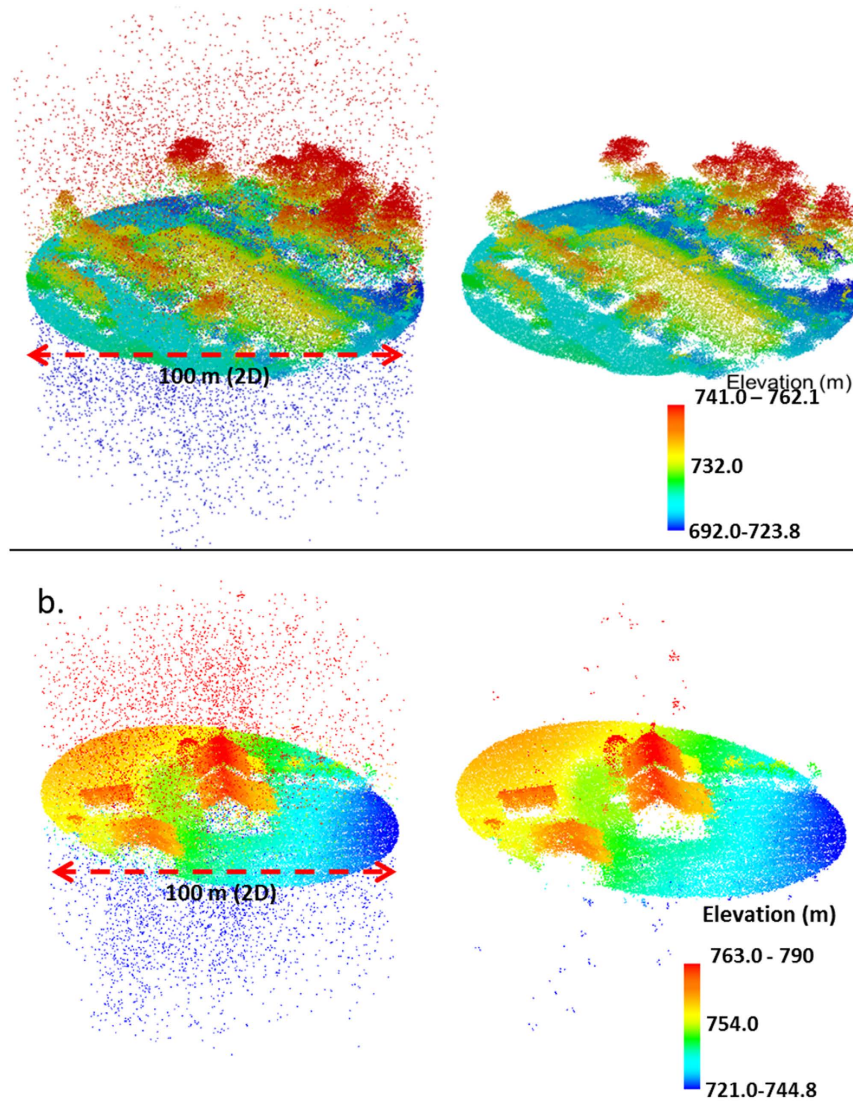 100 m (2D)
Elevation (m)
741.0 – 762.1
732.0
692.0-723.8
b.
100 m (2D)
Elevation (m)
763.0 - 790
754.0
721.0-744.8